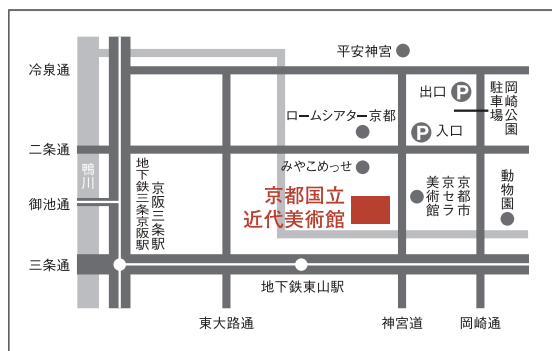 平安神宮
冷泉通
出口
P
岡崎公園
駐車場
ロームシアター京都
P
入口
二条通
みやこめっせ
鴨川
京阪三条駅
地下鉄三条京阪駅
京都国立
近代美術館
京都市
京セラ
美術館
動物園
御池通
三条通
地下鉄東山駅
東大路通
神宮道
岡崎通